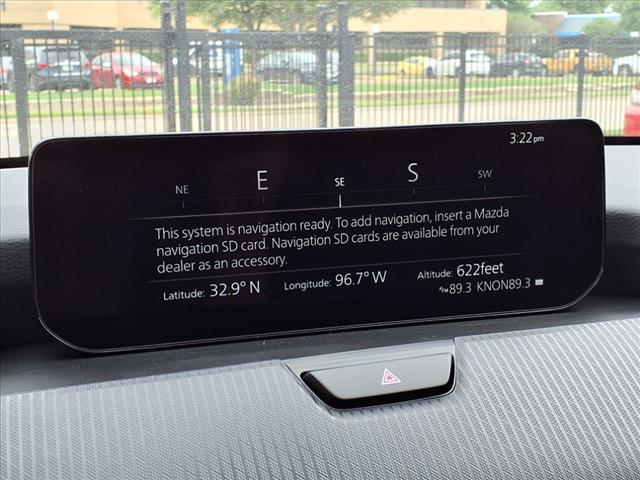 3:22pm
NE E SE S SW
This system is navigation ready. To add navigation, insert a Mazda
navigation SD card. Navigation SD cards are available from your
dealer as an accessory.
Latitude: 32.9° N Longitude: 96.7° W Altitude: 622feet
FM 89.3 KNON89.3